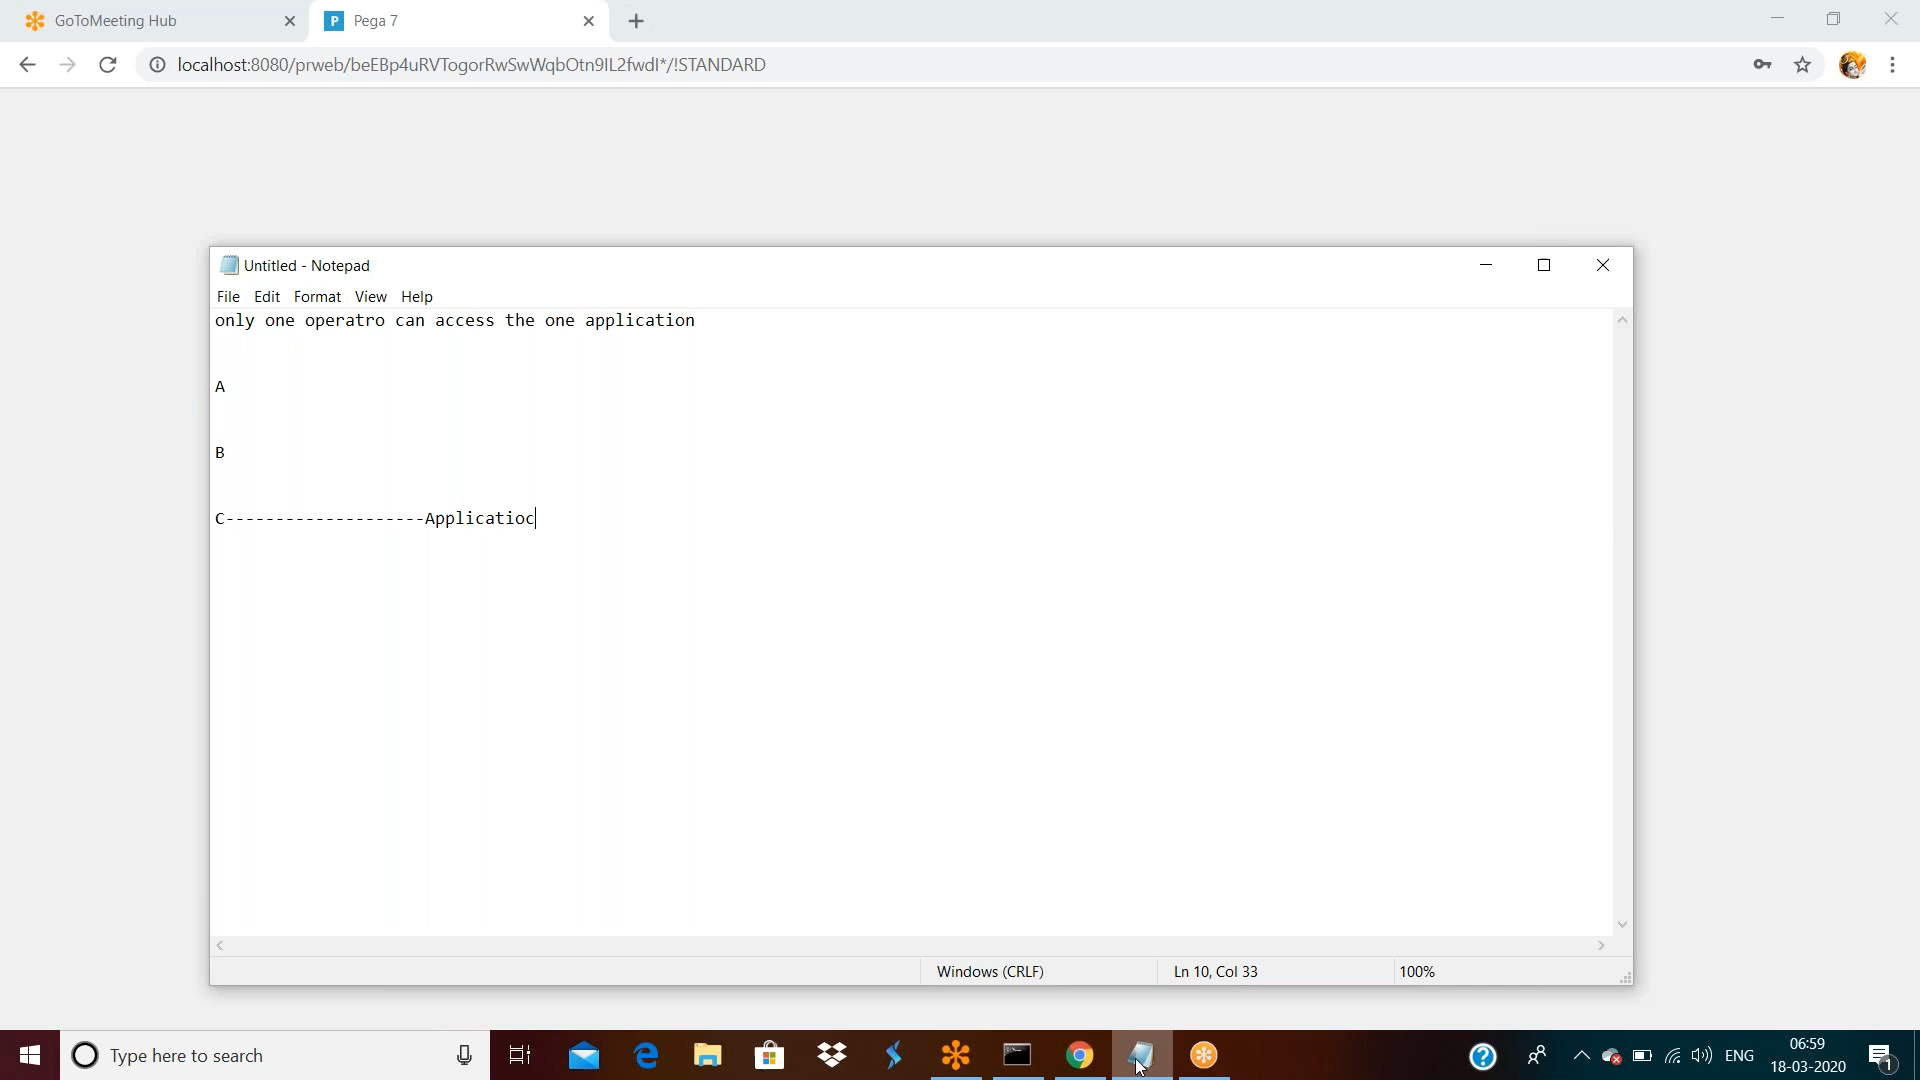 GoToMeeting Hub
Pega 7
localhost:8080/prweb/beEBp4uRVTogorRwSwWqbOtn9IL2fwdI*/!STANDARD
Untitled - Notepad
File Edit Format View Help
only one operatro can access the one application
A
B
C--------------------Applicatioc
Windows (CRLF) Ln 10, Col 33 100%
Type here to search
ENG
06:59
18-03-2020
1